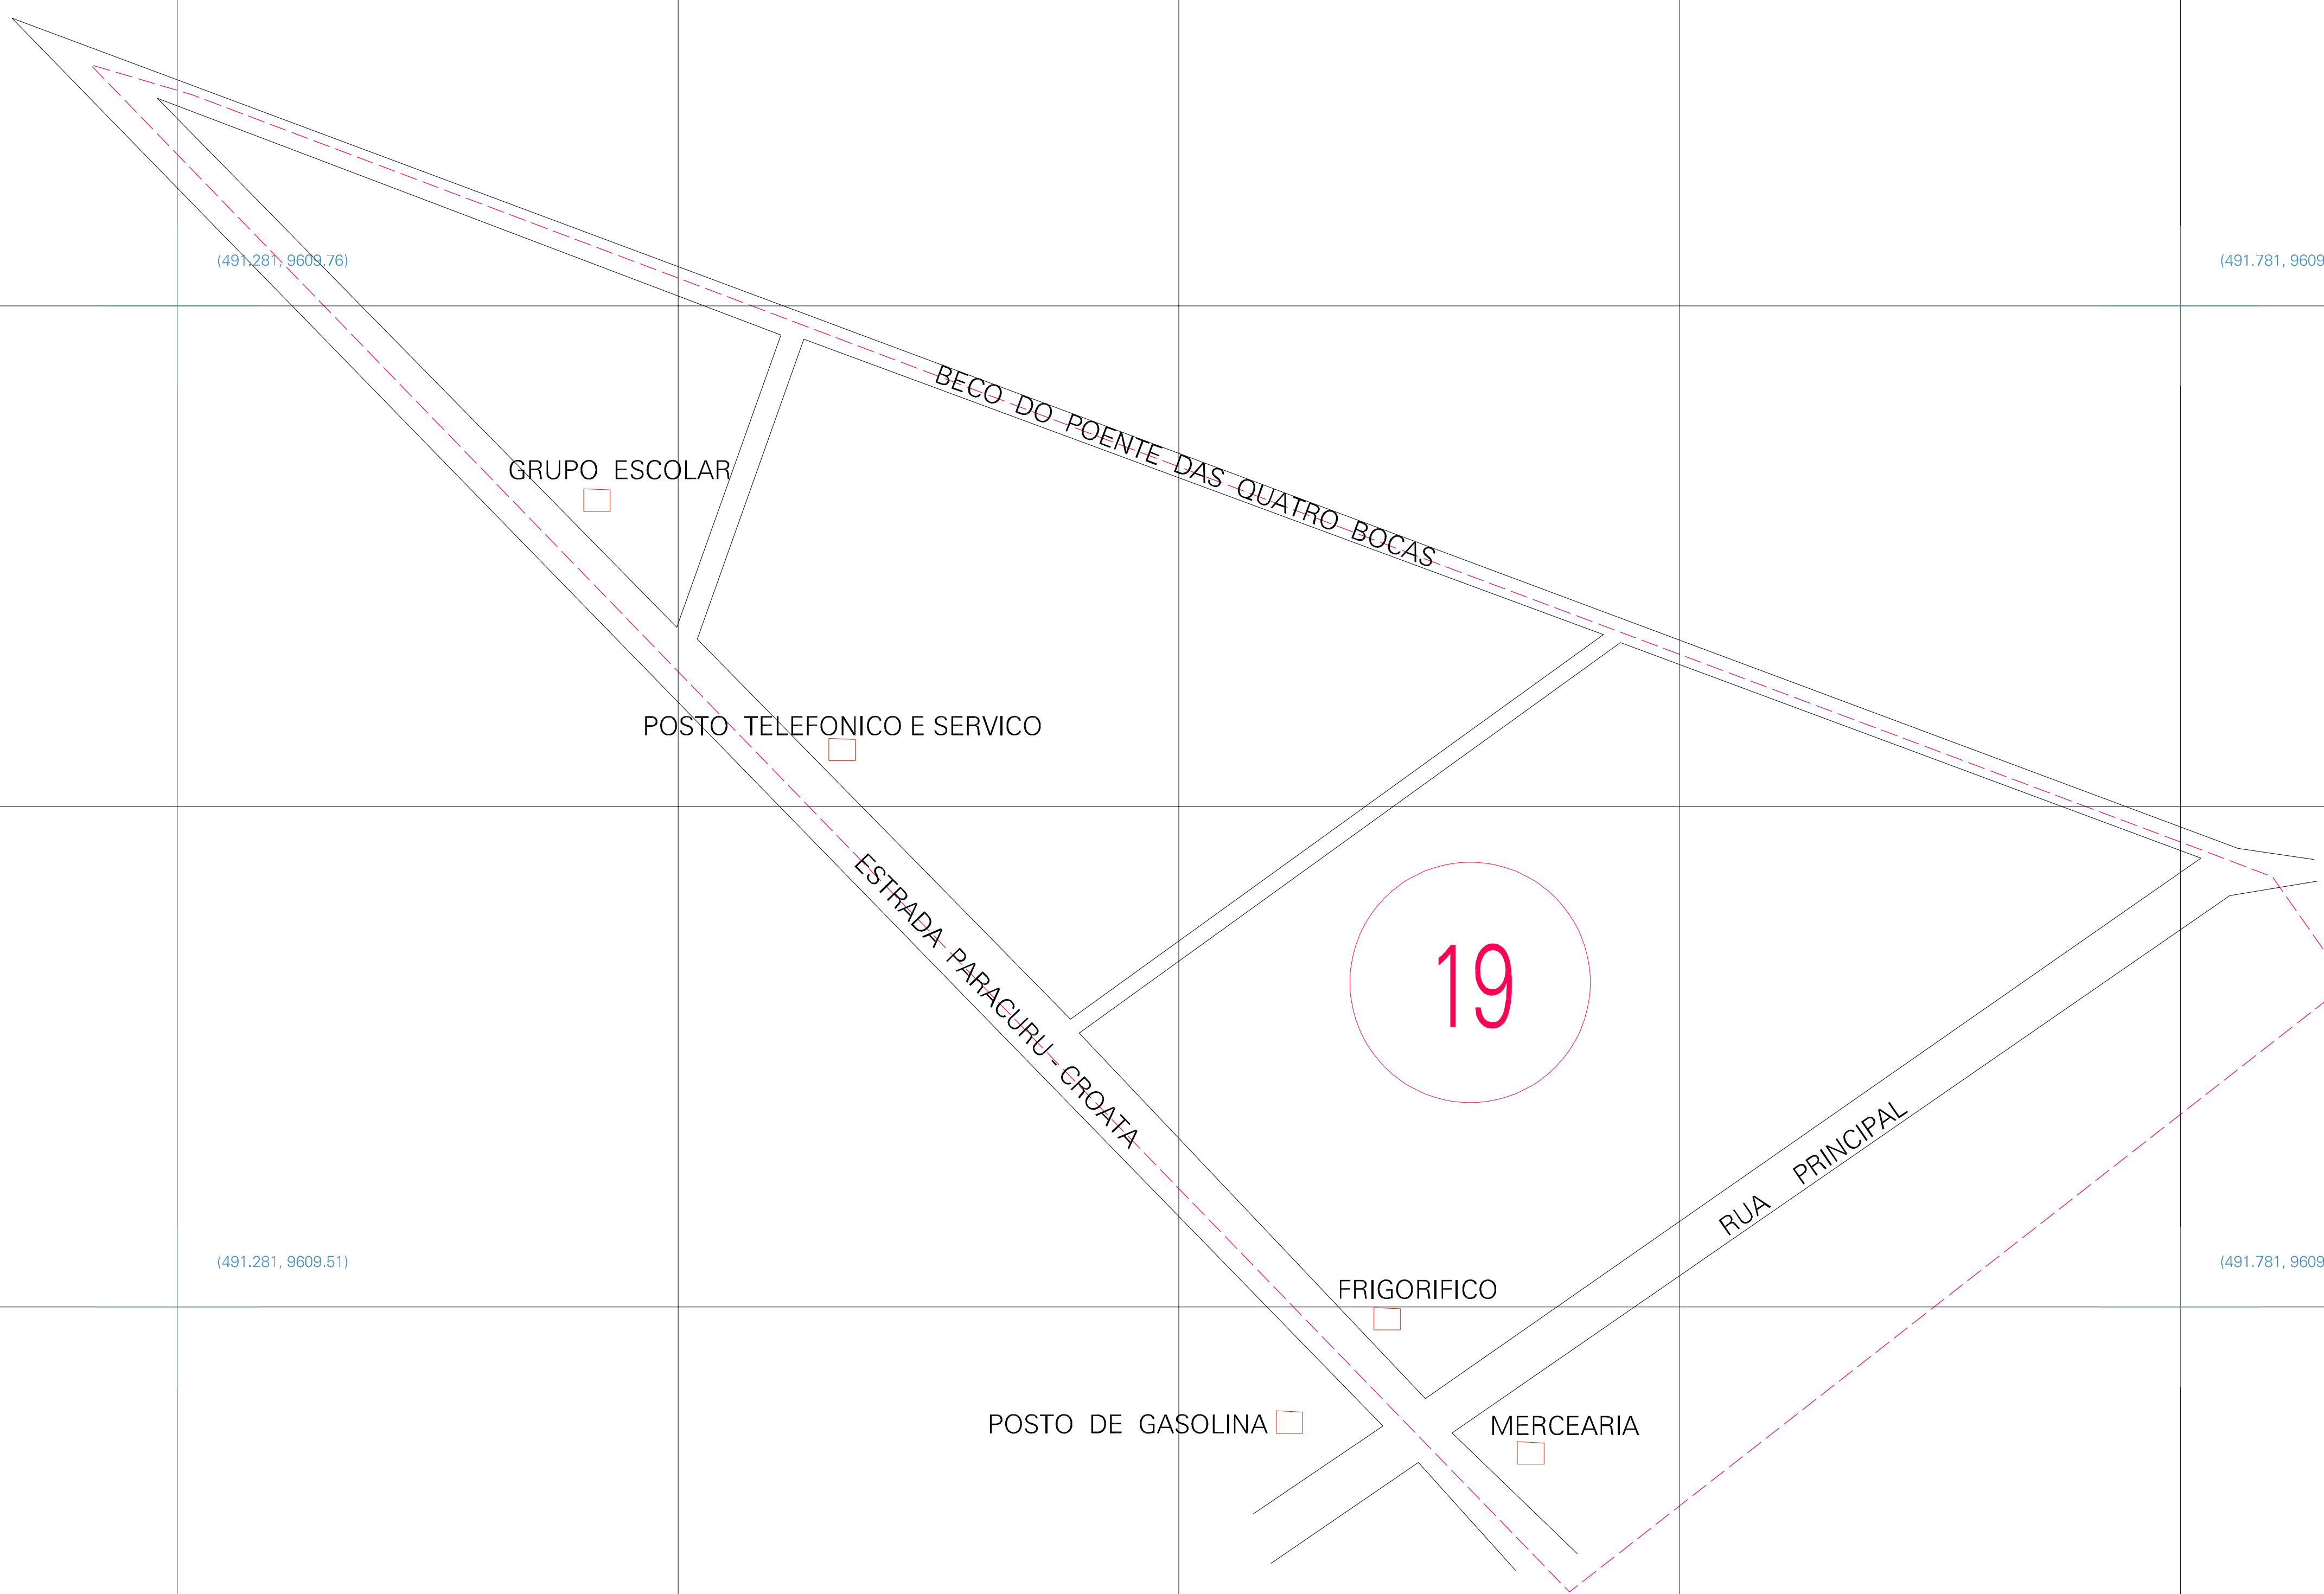 (491.281, 9609.76)
(491.781, 9609
BECO DO POENTE DAS QUATRO BOCAS
GRUPO ESCOLAR
POSTO TELEFONICO E SERVICO
ESTRADA PARACURU - CROATA
19
RUA PRINCIPAL
(491.281, 9609.51)
(491.781, 9609
FRIGORIFICO
POSTO DE GASOLINA
MERCEARIA